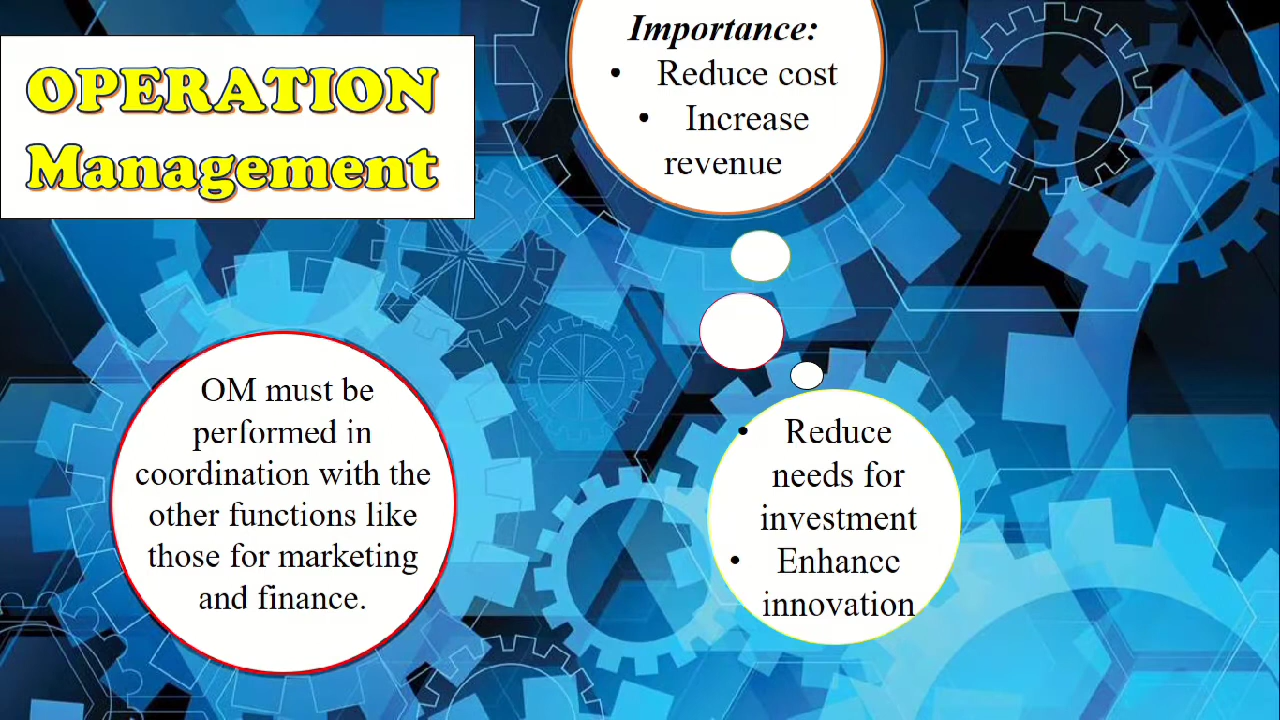 OPERATION
Management
Importance:
• Reduce cost
• Increase
revenue
OM must be
performed in
coordination with the
other functions like
those for marketing
and finance.
• Reduce
needs for
investment
• Enhance
innovation